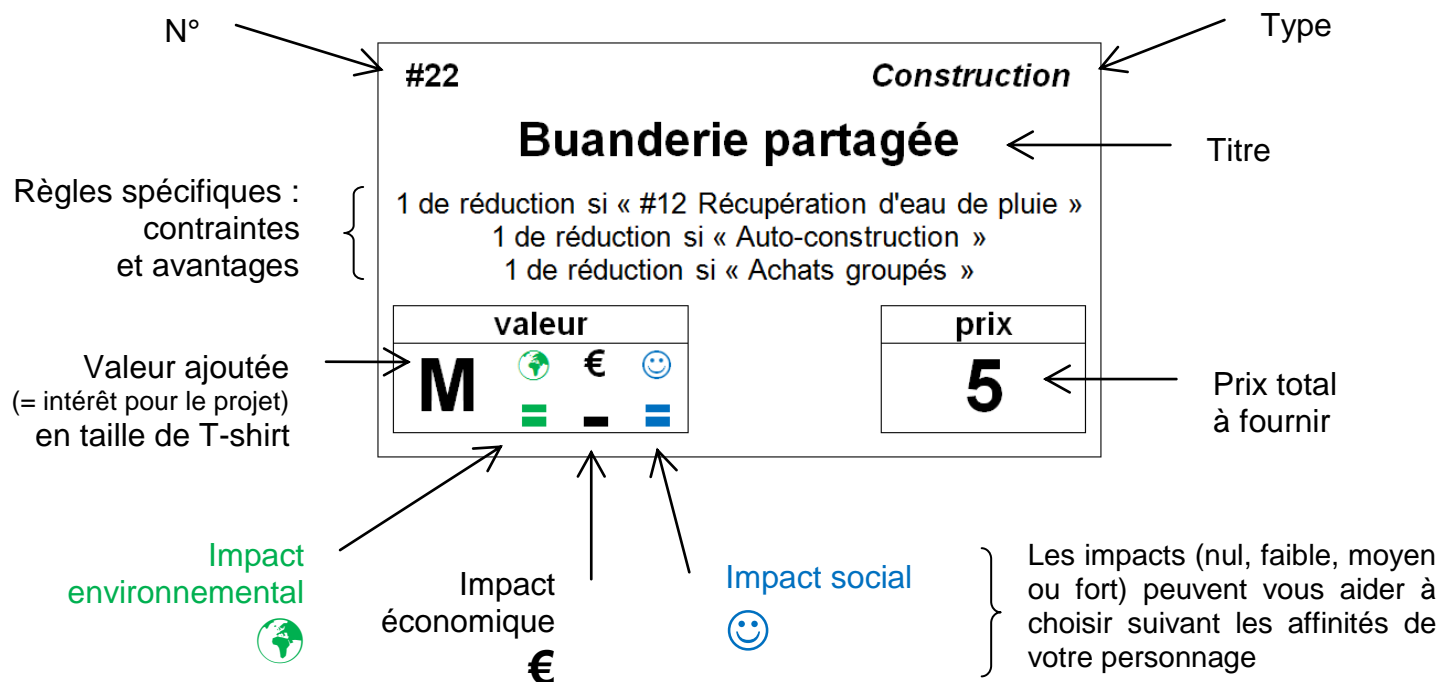 N°
Type
#22
Construction
Buanderie partagée
Titre
Règles spécifiques :
contraintes
et avantages
1 de réduction si « #12 Récupération d'eau de pluie »
1 de réduction si « Auto-construction »
1 de réduction si « Achats groupés »
valeur
M
€
prix
5
Valeur ajoutée
(= intérêt pour le projet)
en taille de T-shirt
Prix total
à fournir
Impact
environnemental
Impact
économique
€
Impact social
Les impacts (nul, faible, moyen
ou fort) peuvent vous aider à
choisir suivant les affinités de
votre personnage